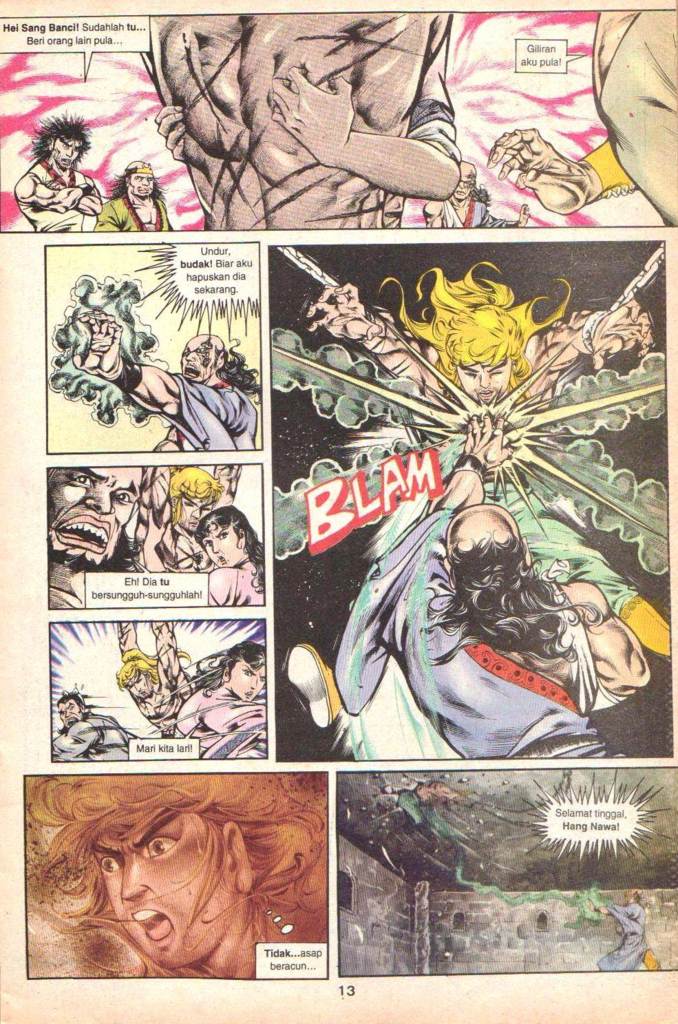 Hei Sang Banci! Sudahlah tu...
Beri orang lain pula...
Giliran
aku pula!
Undur,
budak! Biar aku
hapuskan dia
sekarang.
BLAM
Eh! Dia tu
bersungguh-sungguhlah!
Mari kita lari!
Tidak...asap
beracun...
Selamat tinggal,
Hang Nawa!
13